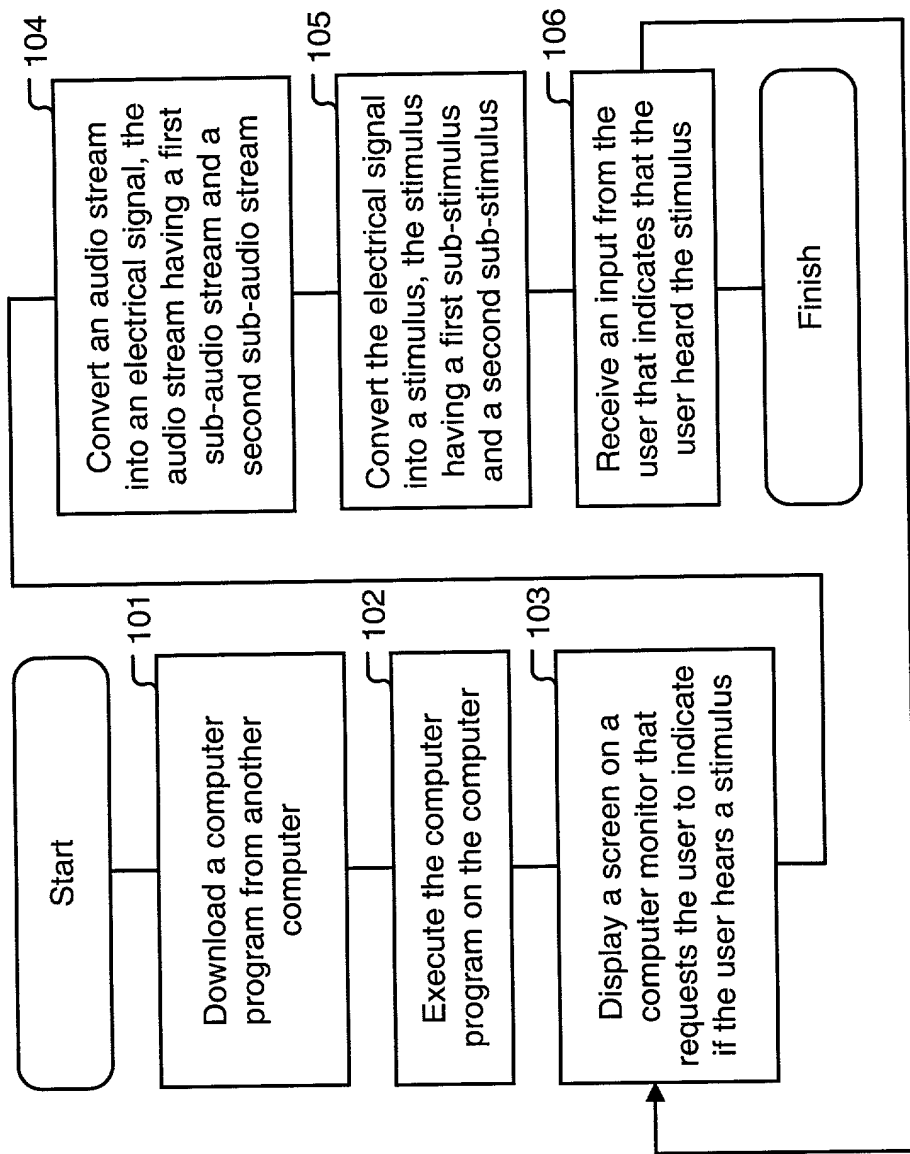 Start
101
Download a computer
program from another
computer
102
Execute the computer
program on the computer
103
Display a screen on a
computer monitor that
requests the user to indicate
if the user hears a stimulus
104
Convert an audio stream
into an electrical signal, the
audio stream having a first
sub-audio stream and a
second sub-audio stream
105
Convert the electrical signal
into a stimulus, the stimulus
having a first sub-stimulus
and a second sub-stimulus
106
Receive an input from the
user that indicates that the
user heard the stimulus
Finish